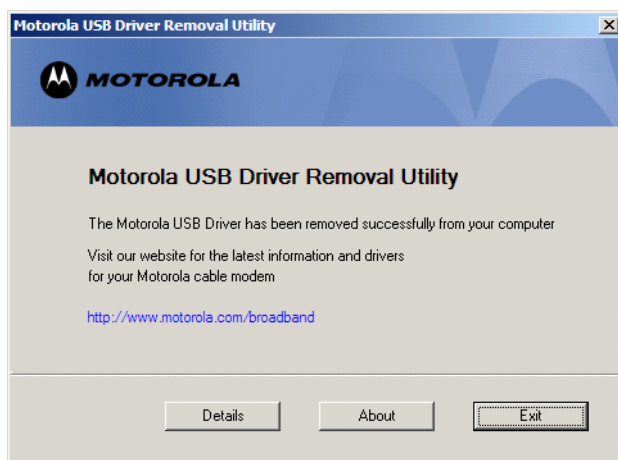 Motorola USB Driver Removal Utility
MOTOROLA
Motorola USB Driver Removal Utility
The Motorola USB Driver has been removed successfully from your computer
Visit our website for the latest information and drivers
for your Motorola cable modem
http://www.motorola.com/broadband
Details
About
Exit